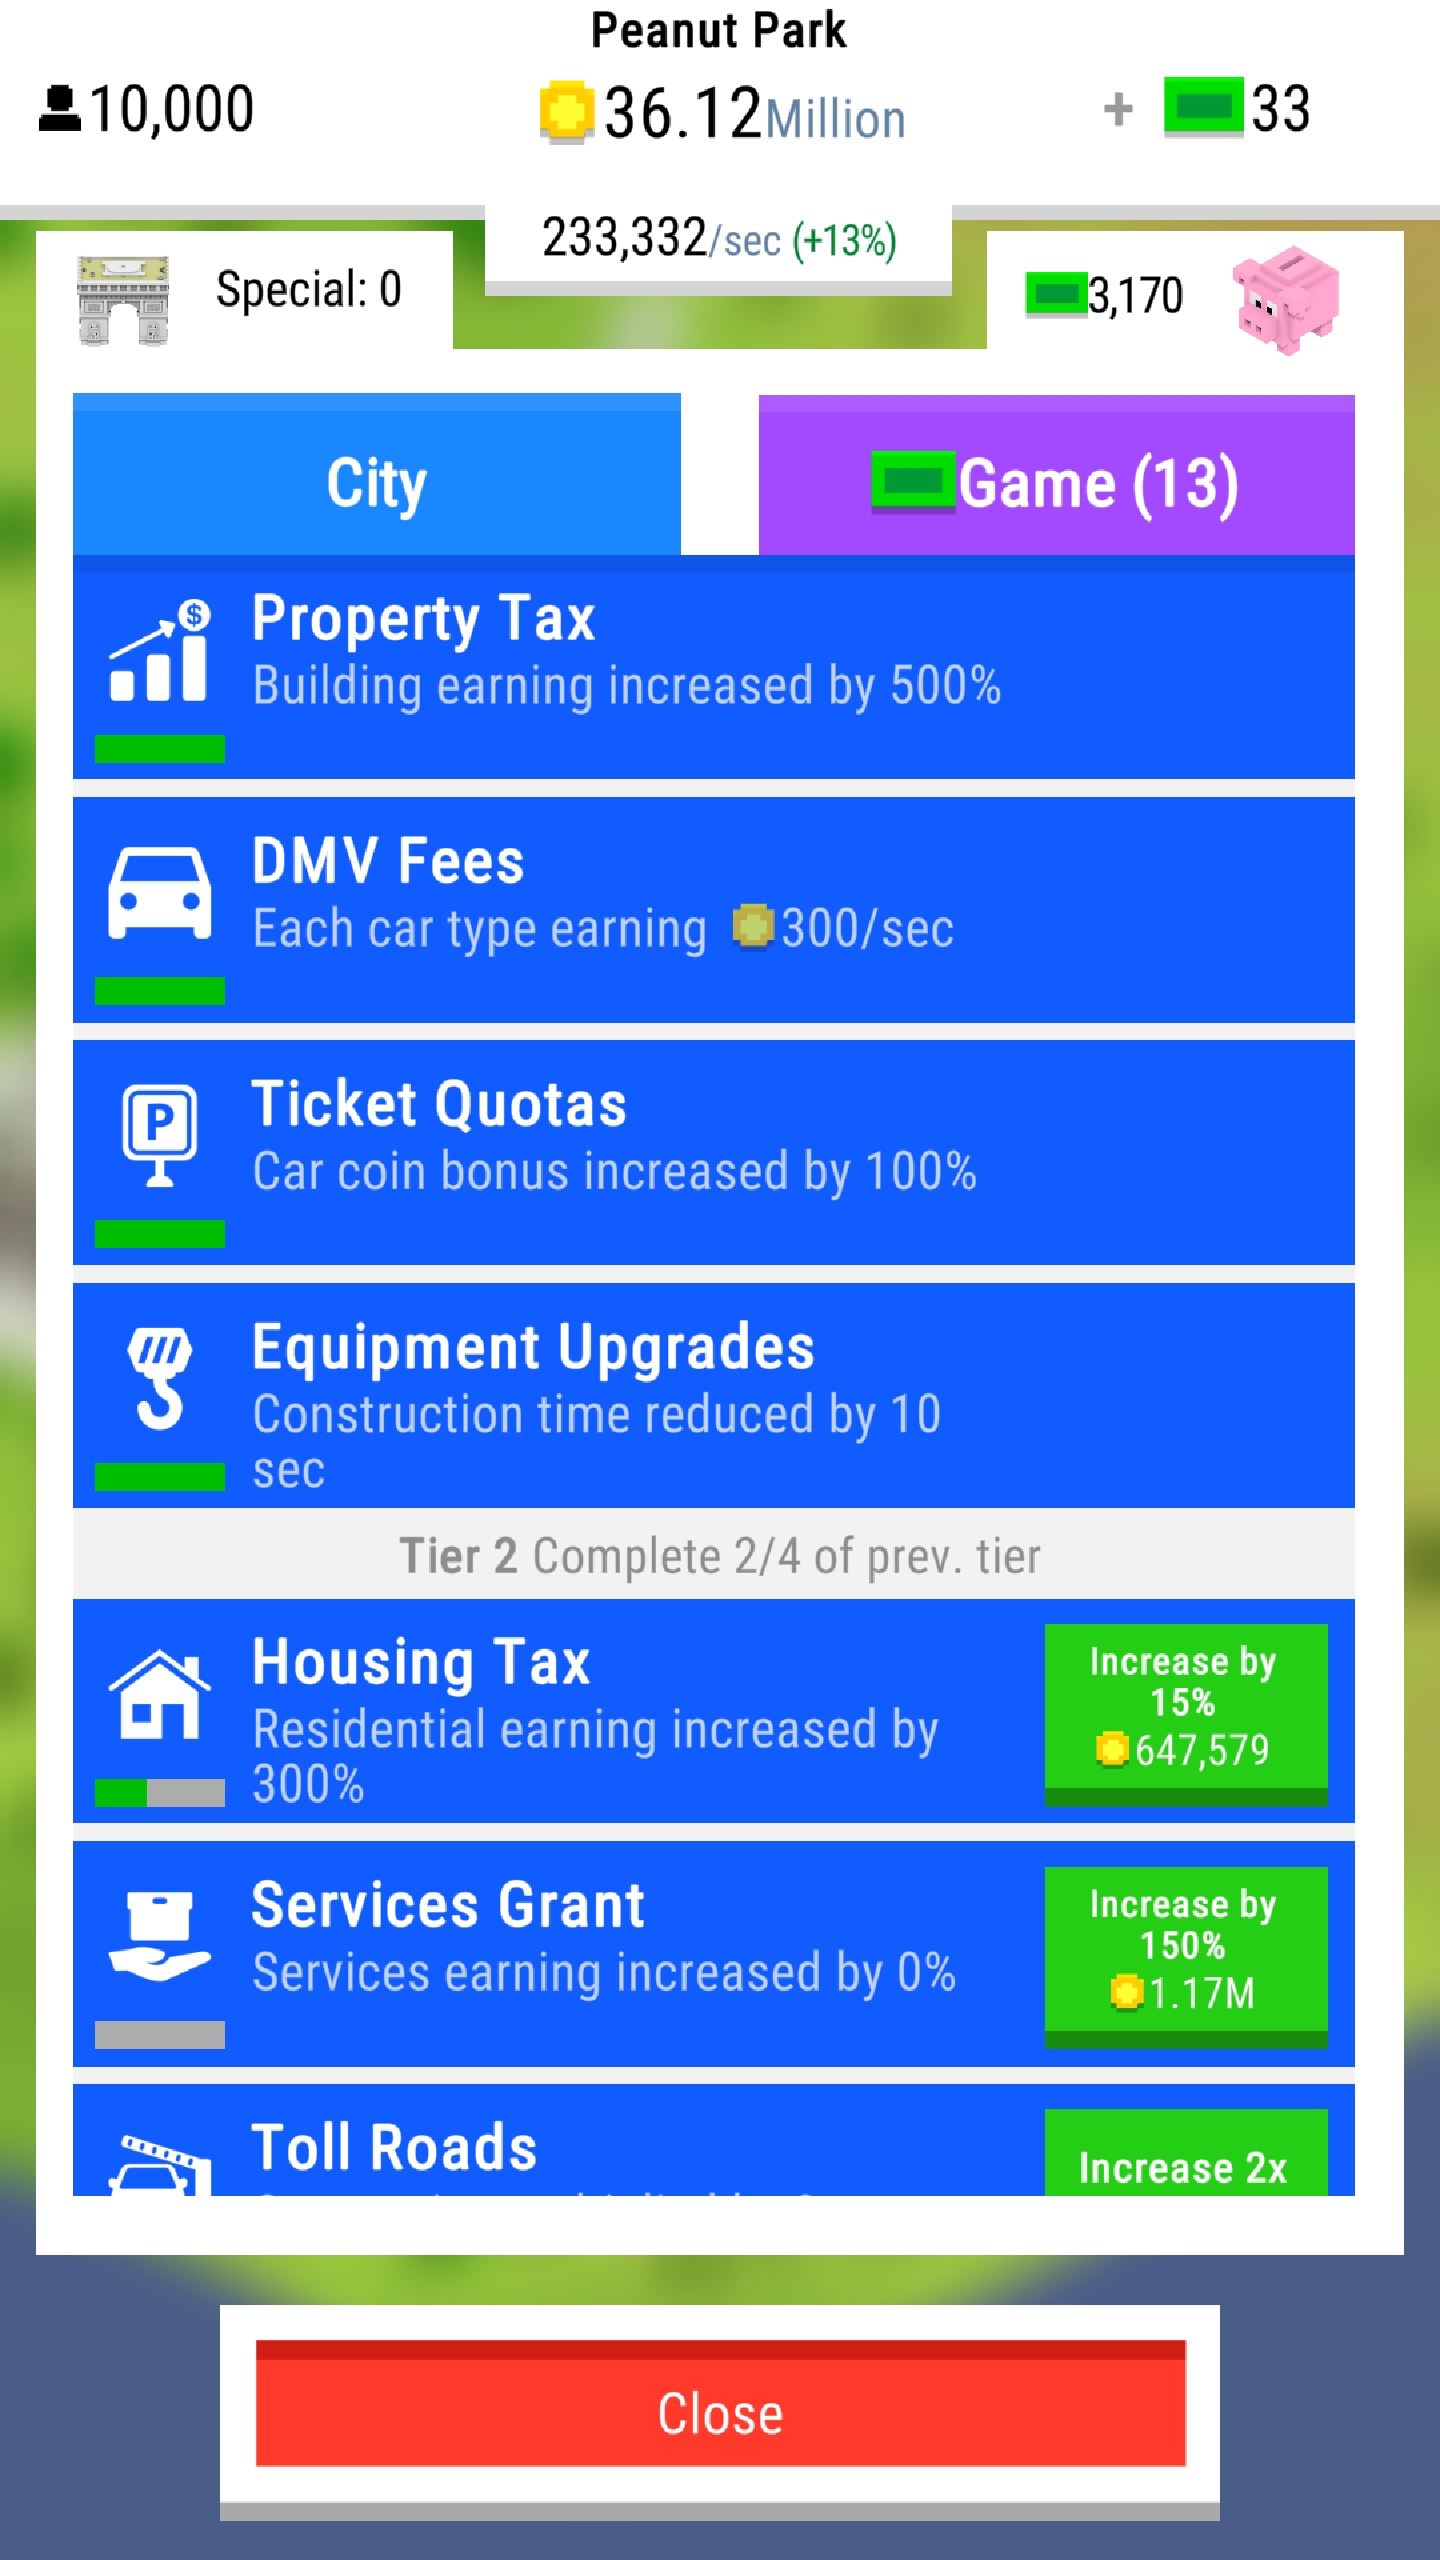 Peanut Park
10,000
36.12Million
+ 33
233,332/sec (+13%)
Special: 0
3,170
City
Game (13)
Property Tax
Building earning increased by 500%
DMV Fees
Each car type earning 300/sec
P
Ticket Quotas
Car coin bonus increased by 100%
Equipment Upgrades
Construction time reduced by 10
sec
Tier 2 Complete 2/4 of prev. tier
Housing Tax
Residential earning increased by
300%
Increase by
15%
647,579
Services Grant
Services earning increased by 0%
Increase by
150%
1.17M
Toll Roads
Increase 2x
Close